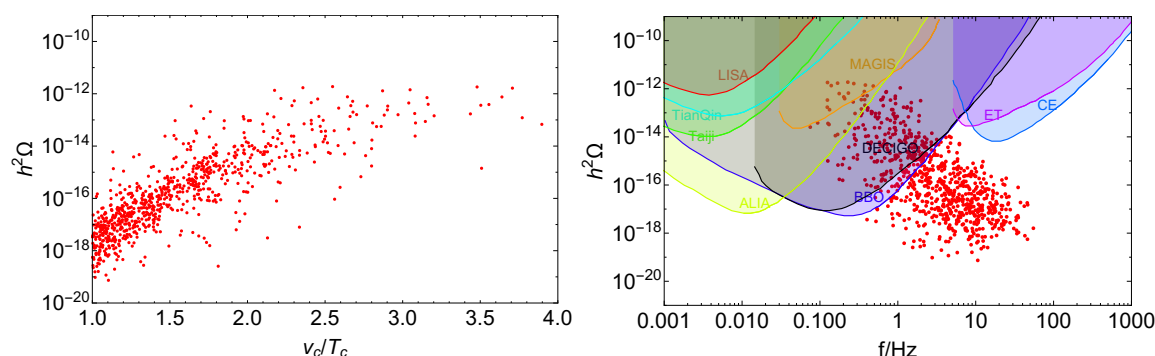 h²Ω
10⁻¹⁰
10⁻¹²
10⁻¹⁴
10⁻¹⁶
10⁻¹⁸
10⁻²⁰
1.0 1.5 2.0 2.5 3.0 3.5 4.0
v_c/T_c
h²Ω
10⁻¹⁰
10⁻¹²
10⁻¹⁴
10⁻¹⁶
10⁻¹⁸
10⁻²⁰
LISA
MAGIS
TianQin
ET
CE
Taiji
DECIGO
ALIA
BBO
0.001 0.010 0.100 1 10 100 1000
f/Hz